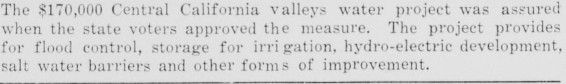 The $170,000 Central California valleys water project was assured
when the state voters approved the measure. The project provides
for flood control, storage for irrigation, hydro-electric development,
salt water barriers and other forms of improvement.